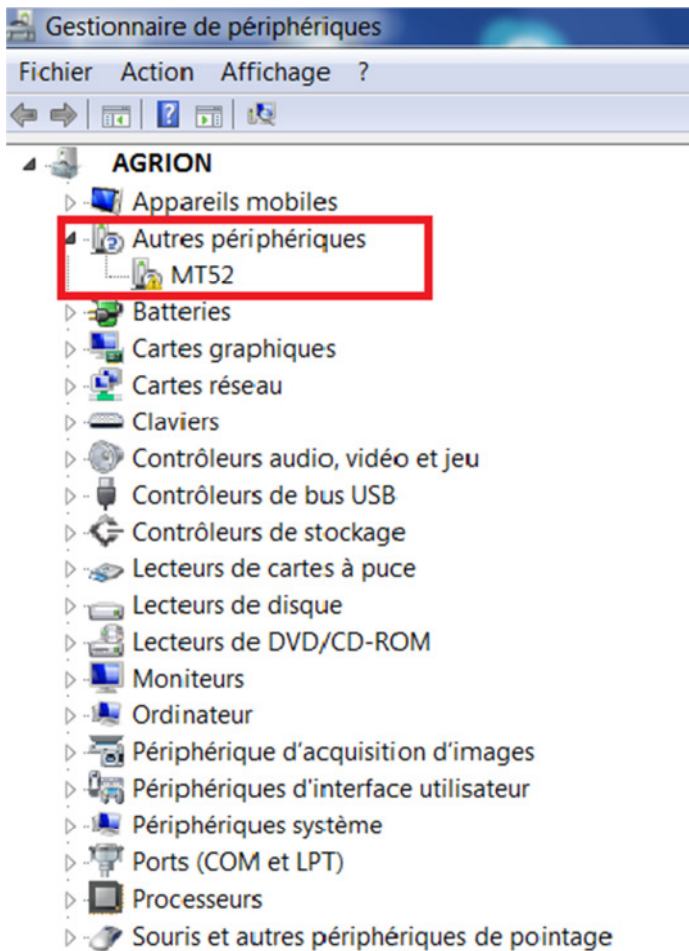 Gestionnaire de périphériques
Fichier Action Affichage ?
AGRION
Appareils mobiles
Autres périphériques
MT52
Batteries
Cartes graphiques
Cartes réseau
Claviers
Contrôleurs audio, vidéo et jeu
Contrôleurs de bus USB
Contrôleurs de stockage
Lecteurs de cartes à puce
Lecteurs de disque
Lecteurs de DVD/CD-ROM
Moniteurs
Ordinateur
Périphérique d'acquisition d'images
Périphériques d'interface utilisateur
Périphériques système
Ports (COM et LPT)
Processeurs
Souris et autres périphériques de pointage